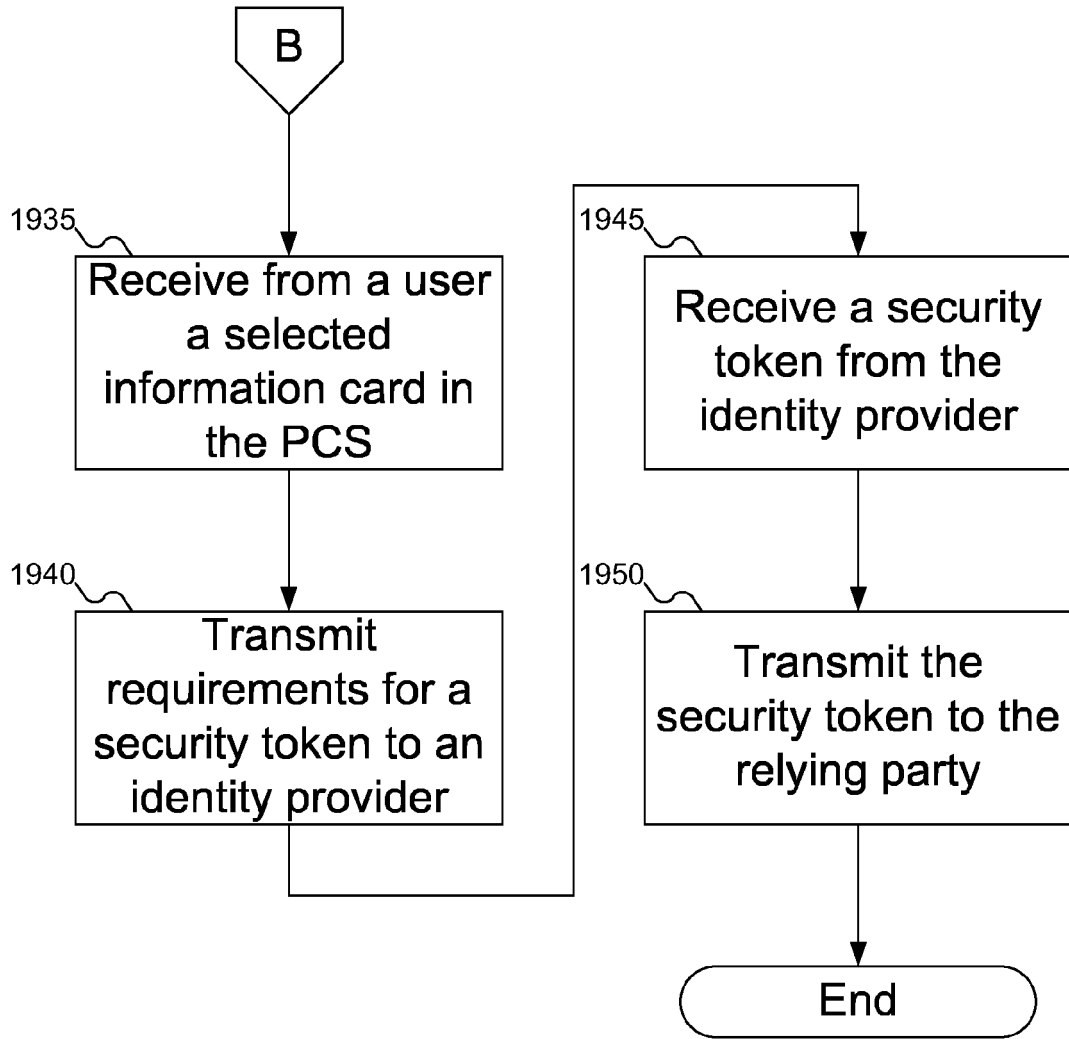 B
1935
Receive from a user
a selected
information card in
the PCS
1940
Transmit
requirements for a
security token to an
identity provider
1945
Receive a security
token from the
identity provider
1950
Transmit the
security token to the
relying party
End